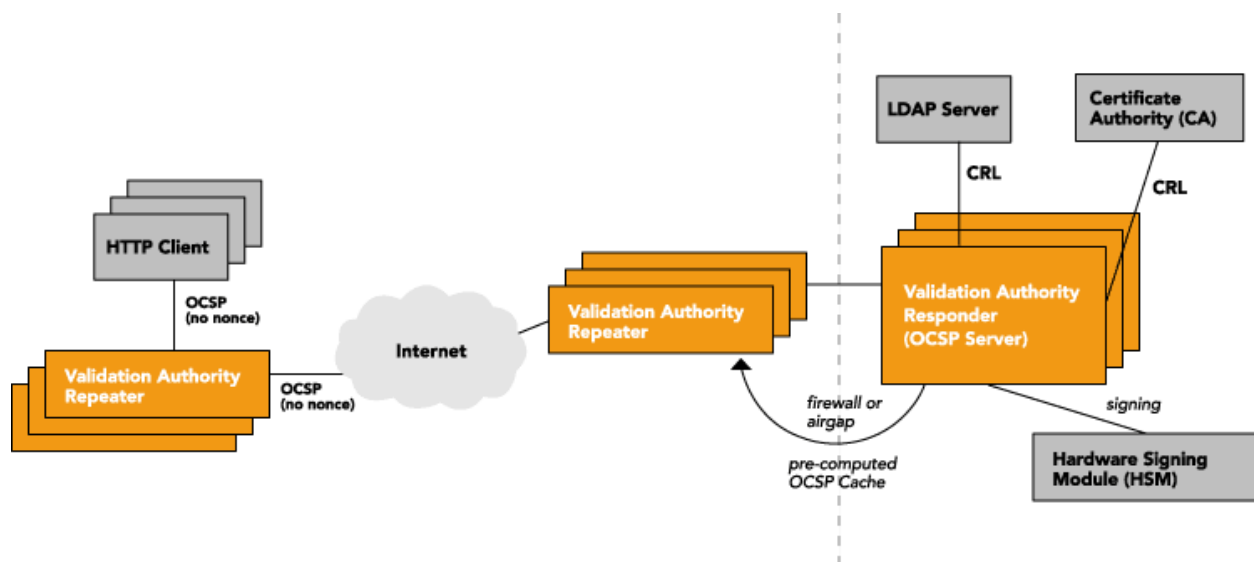 LDAP Server
Certificate
Authority (CA)
CRL
CRL
HTTP Client
OCSP
(no nonce)
Validation Authority
Repeater
OCSP
(no nonce)
Internet
Validation Authority
Repeater
Validation Authority
Responder
(OCSP Server)
firewall or
airgap
pre-computed
OCSP Cache
signing
Hardware Signing
Module (HSM)